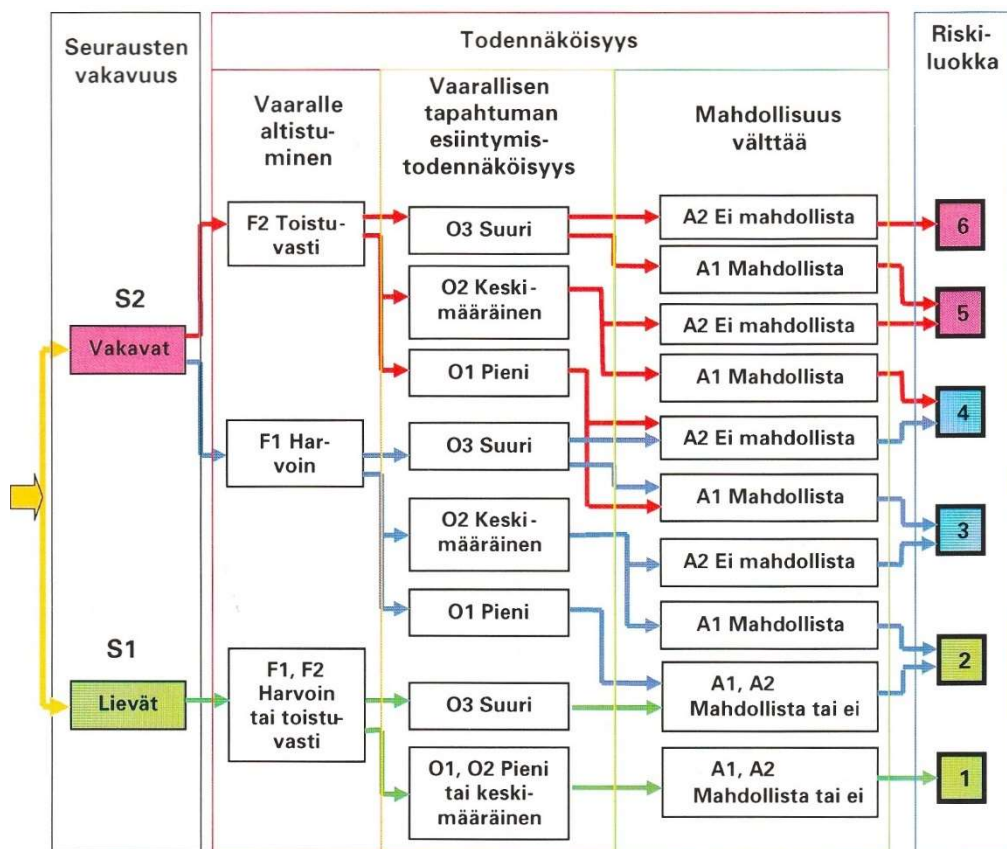 Seurausten
vakavuus
Todennäköisyys
Riski-
luokka
Vaaralle
altistu-
minen
Vaarallisen
tapahtuman
esiintymis-
todennäköisyys
Mahdollisuus
välttää
S2
Vakavat
S1
Lievät
F2 Toistu-
vasti
F1 Har-
voin
F1, F2
Harvoin
tai toistu-
vasti
O3 Suuri
O2 Keski-
määräinen
O1 Pieni
O3 Suuri
O2 Keski-
määräinen
O1 Pieni
O3 Suuri
O1, O2 Pieni
tai keski-
määräinen
A2 Ei mahdollista
A1 Mahdollista
A2 Ei mahdollista
A1 Mahdollista
A2 Ei mahdollista
A1 Mahdollista
A2 Ei mahdollista
A1 Mahdollista
A1, A2
Mahdollista tai ei
A1, A2
Mahdollista tai ei
6
5
4
3
2
1